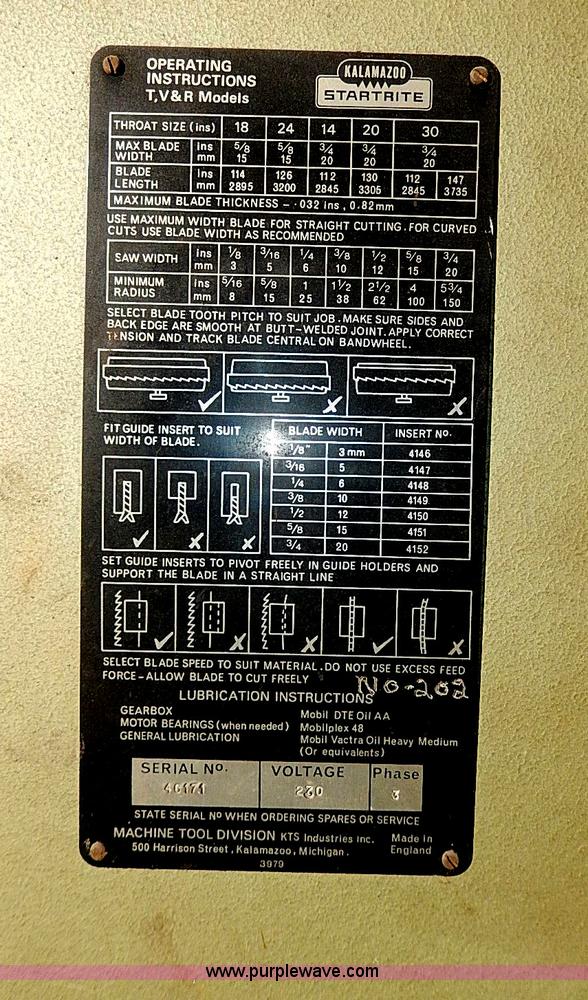 OPERATING
INSTRUCTIONS
T,V&R Models
KALAMAZOO
STARTRITE
THROAT SIZE (ins) 18 24 14 20 30
MAX BLADE WIDTH ins 5/8 5/8 3/4 3/4 3/4
mm 15 15 20 20 20
BLADE LENGTH ins 114 126 112 130 112 147
mm 2895 3200 2845 3305 2845 3735
MAXIMUM BLADE THICKNESS - ·032 ins , 0.82mm
USE MAXIMUM WIDTH BLADE FOR STRAIGHT CUTTING. FOR CURVED
CUTS USE BLADE WIDTH AS RECOMMENDED
SAW WIDTH ins 1/8 3/16 1/4 3/8 1/2 5/8 3/4
mm 3 5 6 10 12 15 20
MINIMUM RADIUS ins 5/16 5/8 1 1 1/2 2 1/2 4 5 3/4
mm 8 15 25 38 62 100 150
SELECT BLADE TOOTH PITCH TO SUIT JOB. MAKE SURE SIDES AND
BACK EDGE ARE SMOOTH AT BUTT-WELDED JOINT. APPLY CORRECT
TENSION AND TRACK BLADE CENTRAL ON BANDWHEEL.
FIT GUIDE INSERT TO SUIT
WIDTH OF BLADE.
BLADE WIDTH INSERT No.
1/8" 3mm 4146
3/16 5 4147
1/4 6 4148
3/8 10 4149
1/2 12 4150
5/8 15 4151
3/4 20 4152
SET GUIDE INSERTS TO PIVOT FREELY IN GUIDE HOLDERS AND
SUPPORT THE BLADE IN A STRAIGHT LINE
SELECT BLADE SPEED TO SUIT MATERIAL. DO NOT USE EXCESS FEED
FORCE-ALLOW BLADE TO CUT FREELY
NO-202
LUBRICATION INSTRUCTIONS
GEARBOX Mobil DTE Oil AA
MOTOR BEARINGS (when needed) Mobilplex 48
GENERAL LUBRICATION Mobil Vactra Oil Heavy Medium
(Or equivalents)
SERIAL No. VOLTAGE Phase
46171 230 3
STATE SERIAL No WHEN ORDERING SPARES OR SERVICE
MACHINE TOOL DIVISION KTS Industries Inc. Made in
500 Harrison Street, Kalamazoo, Michigan. England
3979
www.purplewave.com